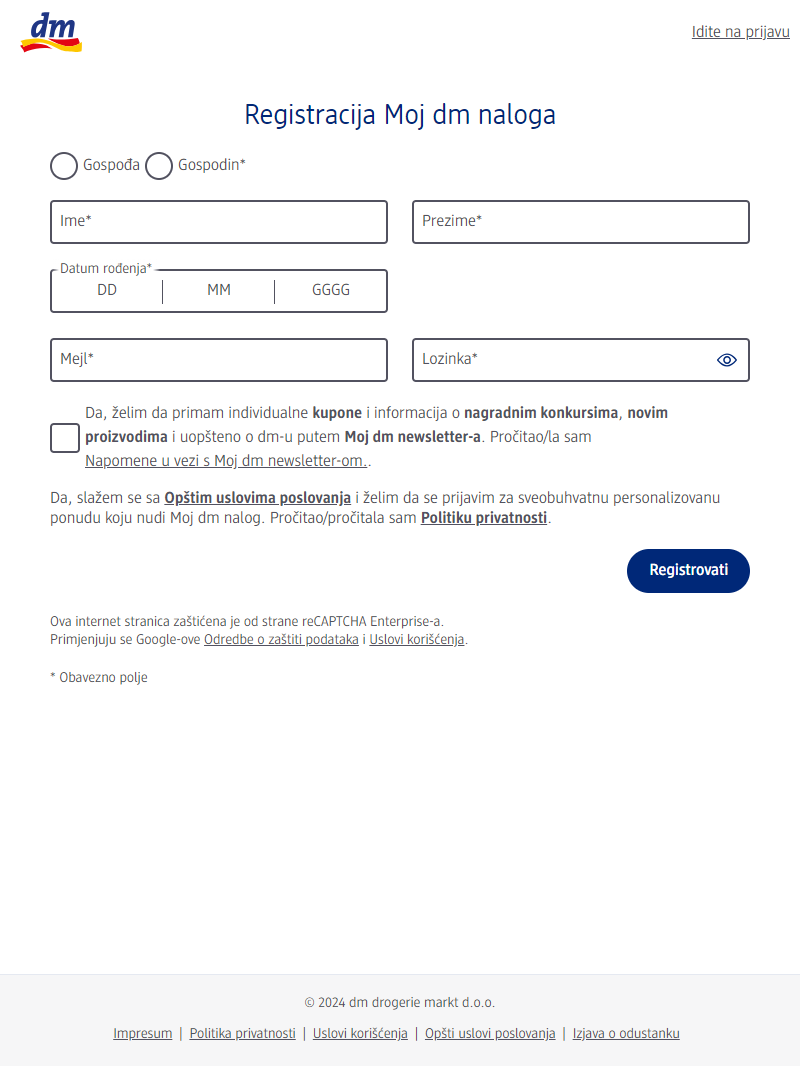 dm
Idite na prijavu
Registracija Moj dm naloga
Gospođa Gospodin*
Ime* Prezime*
Datum rođenja*
DD MM GGGG
Mejl* Lozinka*
Da, želim da primam individualne kupone i informacija o nagradnim konkursima, novim
proizvodima i uopšteno o dm-u putem Moj dm newsletter-a. Pročitao/la sam
Napomene u vezi s Moj dm newsletter-om..
Da, slažem se sa Opštim uslovima poslovanja i želim da se prijavim za sveobuhvatnu personalizovanu
ponudu koju nudi Moj dm nalog. Pročitao/pročitala sam Politiku privatnosti.
Registrovati
Ova internet stranica zaštićena je od strane reCAPTCHA Enterprise-a.
Primjenjuju se Google-ove Odredbe o zaštiti podataka i Uslovi korišćenja.
* Obavezno polje
© 2024 dm drogerie markt d.o.o.
Impresum | Politika privatnosti | Uslovi korišćenja | Opšti uslovi poslovanja | Izjava o odustanku